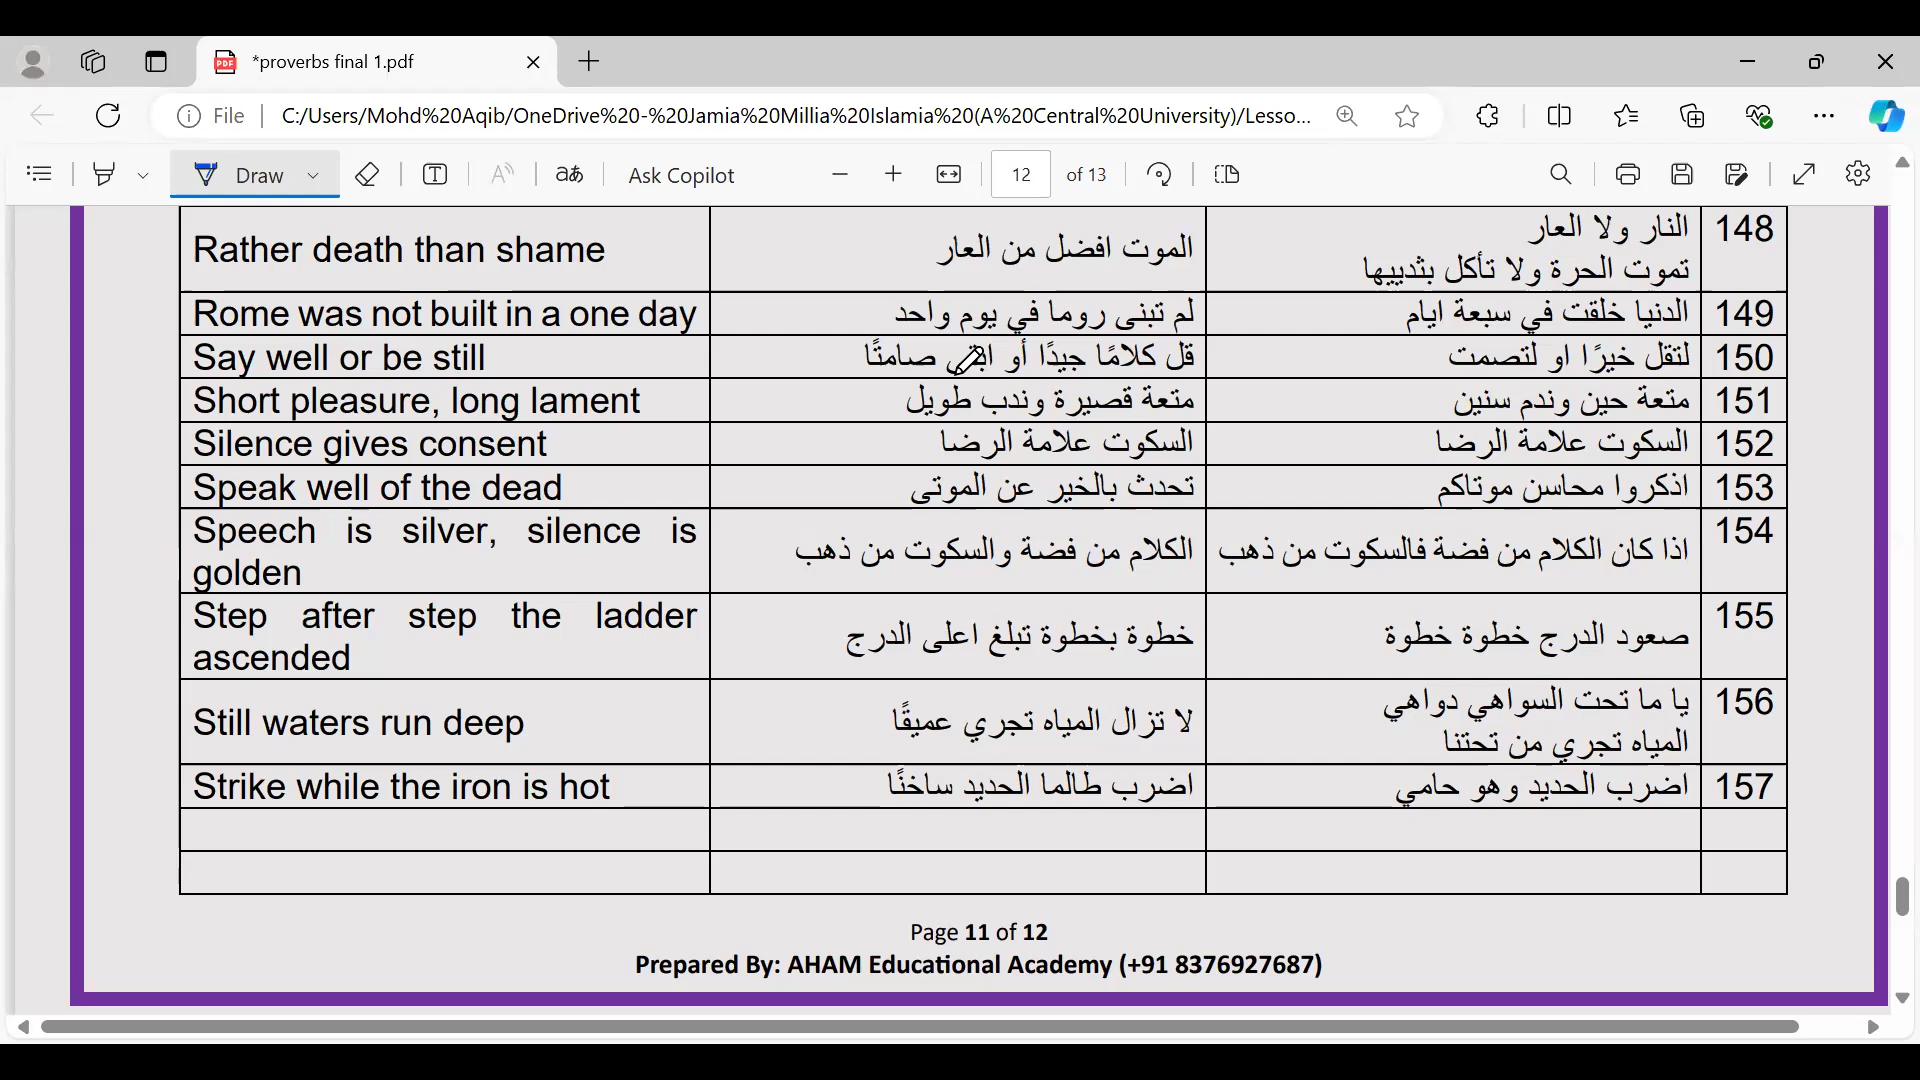 *proverbs final 1.pdf
File C:/Users/Mohd%20Aqib/OneDrive%20-%20Jamia%20Millia%20Islamia%20(A%20Central%20University)/Lesso...
Draw aあ Ask Copilot 12 of 13
Rather death than shame الموت افضل من العار النار ولا العار 148
تموت الحرة ولا تأكل بثدييها
Rome was not built in a one day لم تبنى روما في يوم واحد الدنيا خلقت في سبعة ايام 149
Say well or be still قل كلامًا جيدًا أو صامتًا لتقل خيرًا او لتصمت 150
Short pleasure, long lament متعة قصيرة وندب طويل متعة حين وندم سنين 151
Silence gives consent السكوت علامة الرضا السكوت علامة الرضا 152
Speak well of the dead تحدث بالخير عن الموتى اذكروا محاسن موتاكم 153
Speech is silver, silence is golden الكلام من فضة والسكوت من ذهب اذا كان الكلام من فضة فالسكوت من ذهب 154
Step after step the ladder ascended خطوة بخطوة تبلغ اعلى الدرج صعود الدرج خطوة خطوة 155
Still waters run deep لا تزال المياه تجري عميقًا يا ما تحت السواهي دواهي 156
المياه تجري من تحتنا
Strike while the iron is hot اضرب طالما الحديد ساخنًا اضرب الحديد وهو حامي 157
Page 11 of 12
Prepared By: AHAM Educational Academy (+91 8376927687)